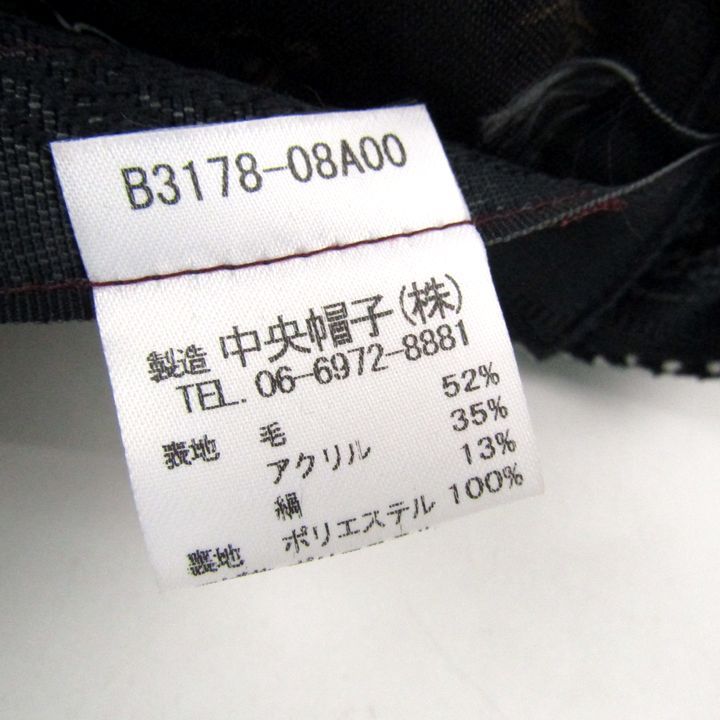 B3178-08A00
製造 中央帽子(株)
TEL. 06-6972-8881
表地 毛 52%
アクリル 35%
絹 13%
裏地 ポリエステル 100%